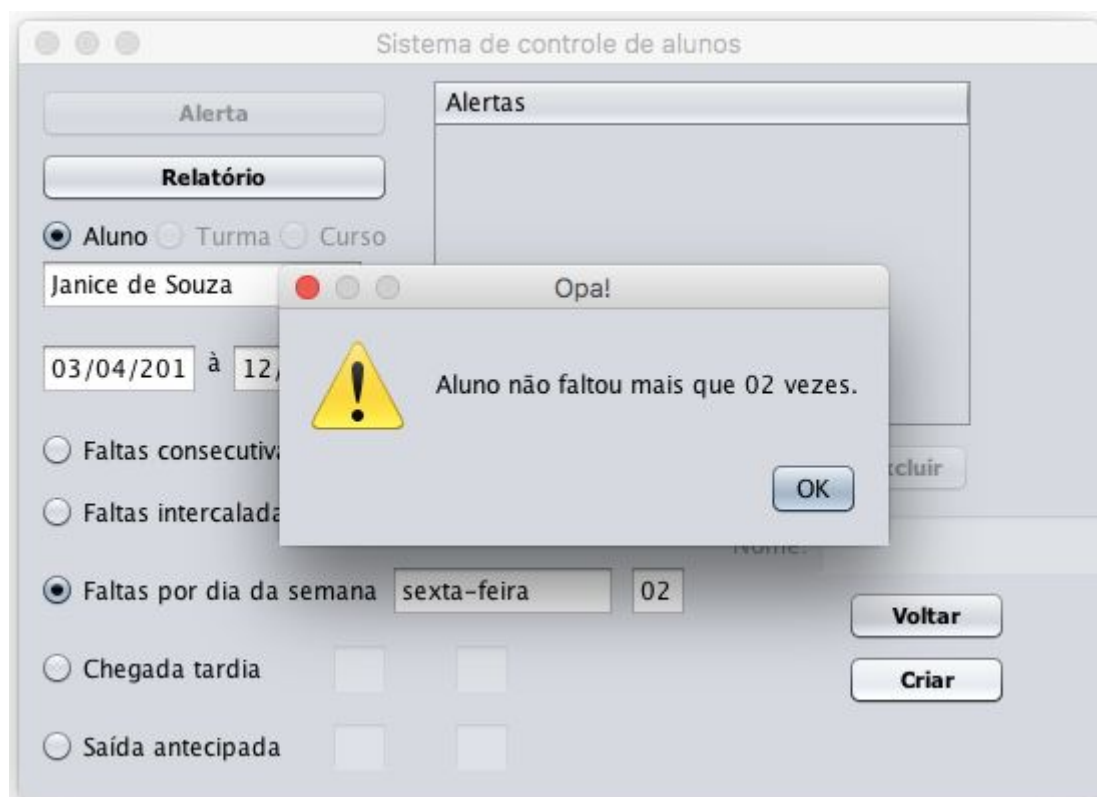 Sistema de controle de alunos
Alerta
Alertas
Relatório
Aluno Turma Curso
Janice de Souza
Opa!
03/04/201 à 12/
Aluno não faltou mais que 02 vezes.
OK
Faltas consecutiva
Faltas intercalada
Nome:
Faltas por dia da semana sexta-feira 02
Voltar
Chegada tardia
Criar
Saída antecipada